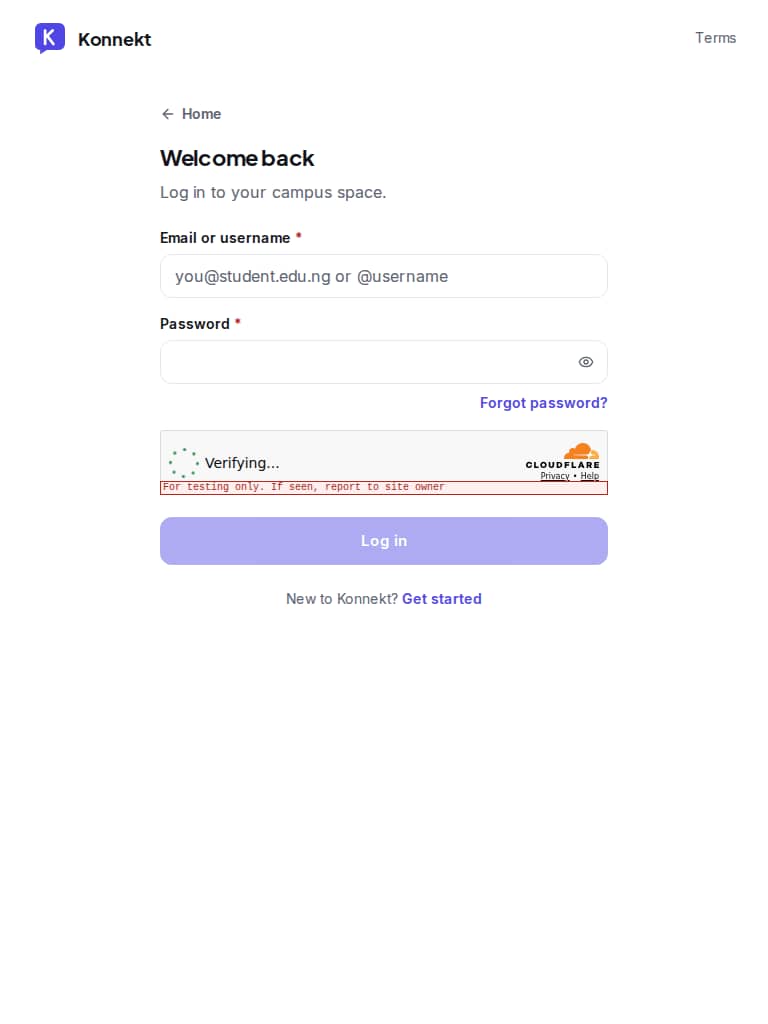 Konnekt
Terms
Home
Welcome back
Log in to your campus space.
Email or username *
you@student.edu.ng or @username
Password *
Forgot password?
Verifying...
CLOUDFLARE
Privacy • Help
For testing only. If seen, report to site owner
Log in
New to Konnekt? Get started